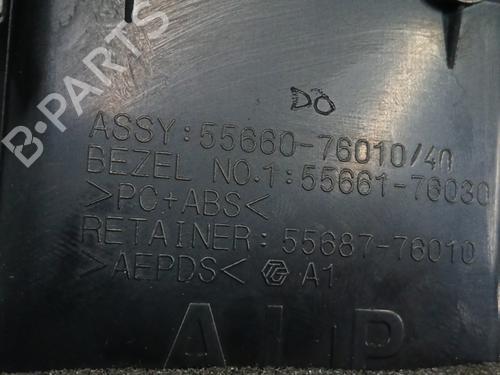 DO
ASSY:55660-76010/40
BEZEL NO.1:55661-76030
>PC+ABS<
RETAINER:55687-76010
>AEPDS< A1
B-PARTS